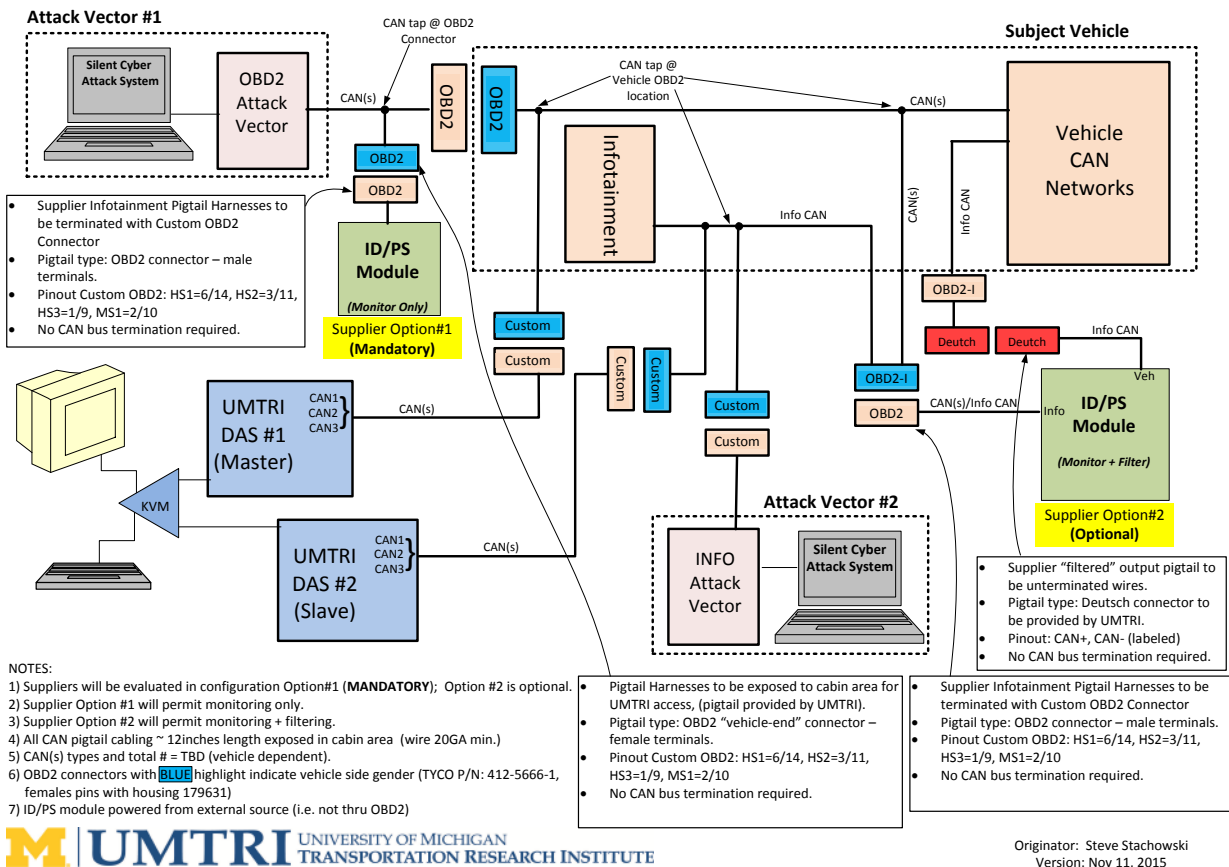 Attack Vector #1
CAN tap @ OBD2
Connector
Subject Vehicle
Silent Cyber
Attack System
OBD2
Attack
Vector
CAN(s)
OBD2
OBD2
CAN tap @
Vehicle OBD2
location
CAN(s)
Vehicle
CAN
Networks
Infotainment
OBD2
OBD2
ID/PS
Module
(Monitor Only)
Supplier Option#1
(Mandatory)
• Supplier Infotainment Pigtail Harnesses to
be terminated with Custom OBD2
Connector
• Pigtail type: OBD2 connector – male
terminals.
• Pinout Custom OBD2: HS1=6/14, HS2=3/11,
HS3=1/9, MS1=2/10
• No CAN bus termination required.
Info CAN
CAN(s)
Info CAN
OBD2-I
Deutch
Deutch
Info CAN
Custom
Custom
Custom
Custom
Custom
Custom
OBD2-I
OBD2
CAN(s)/Info CAN
Veh
Info
ID/PS
Module
(Monitor + Filter)
Supplier Option#2
(Optional)
UMTRI
DAS #1
(Master)
CAN1
CAN2
CAN3
}
CAN(s)
KVM
UMTRI
DAS #2
(Slave)
CAN1
CAN2
CAN3
}
CAN(s)
Attack Vector #2
INFO
Attack
Vector
Silent Cyber
Attack System
• Supplier “filtered” output pigtail to
be unterminated wires.
• Pigtail type: Deutsch connector to
be provided by UMTRI.
• Pinout: CAN+, CAN- (labeled)
• No CAN bus termination required.
NOTES:
1) Suppliers will be evaluated in configuration Option#1 (MANDATORY); Option #2 is optional.
2) Supplier Option #1 will permit monitoring only.
3) Supplier Option #2 will permit monitoring + filtering.
4) All CAN pigtail cabling ~ 12inches length exposed in cabin area (wire 20GA min.)
5) CAN(s) types and total # = TBD (vehicle dependent).
6) OBD2 connectors with BLUE highlight indicate vehicle side gender (TYCO P/N: 412-5666-1,
females pins with housing 179631)
7) ID/PS module powered from external source (i.e. not thru OBD2)
• Pigtail Harnesses to be exposed to cabin area for
UMTRI access, (pigtail provided by UMTRI).
• Pigtail type: OBD2 “vehicle-end” connector –
female terminals.
• Pinout Custom OBD2: HS1=6/14, HS2=3/11,
HS3=1/9, MS1=2/10
• No CAN bus termination required.
• Supplier Infotainment Pigtail Harnesses to be
terminated with Custom OBD2 Connector
• Pigtail type: OBD2 connector – male terminals.
• Pinout Custom OBD2: HS1=6/14, HS2=3/11,
HS3=1/9, MS1=2/10
• No CAN bus termination required.
M UMTRI UNIVERSITY OF MICHIGAN
TRANSPORTATION RESEARCH INSTITUTE
Originator: Steve Stachowski
Version: Nov 11, 2015